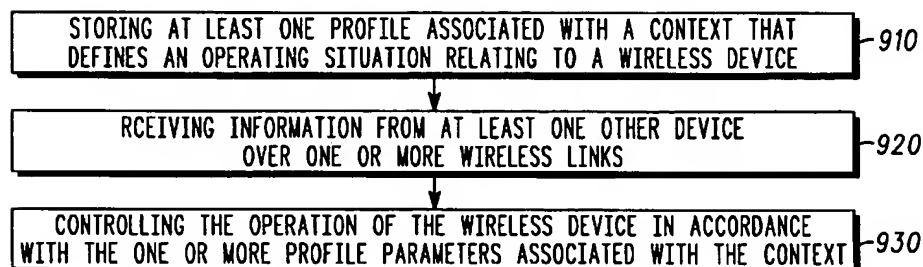 STORING AT LEAST ONE PROFILE ASSOCIATED WITH A CONTEXT THAT
DEFINES AN OPERATING SITUATION RELATING TO A WIRELESS DEVICE
910
RCEIVING INFORMATION FROM AT LEAST ONE OTHER DEVICE
OVER ONE OR MORE WIRELESS LINKS
920
CONTROLLING THE OPERATION OF THE WIRELESS DEVICE IN ACCORDANCE
WITH THE ONE OR MORE PROFILE PARAMETERS ASSOCIATED WITH THE CONTEXT
930